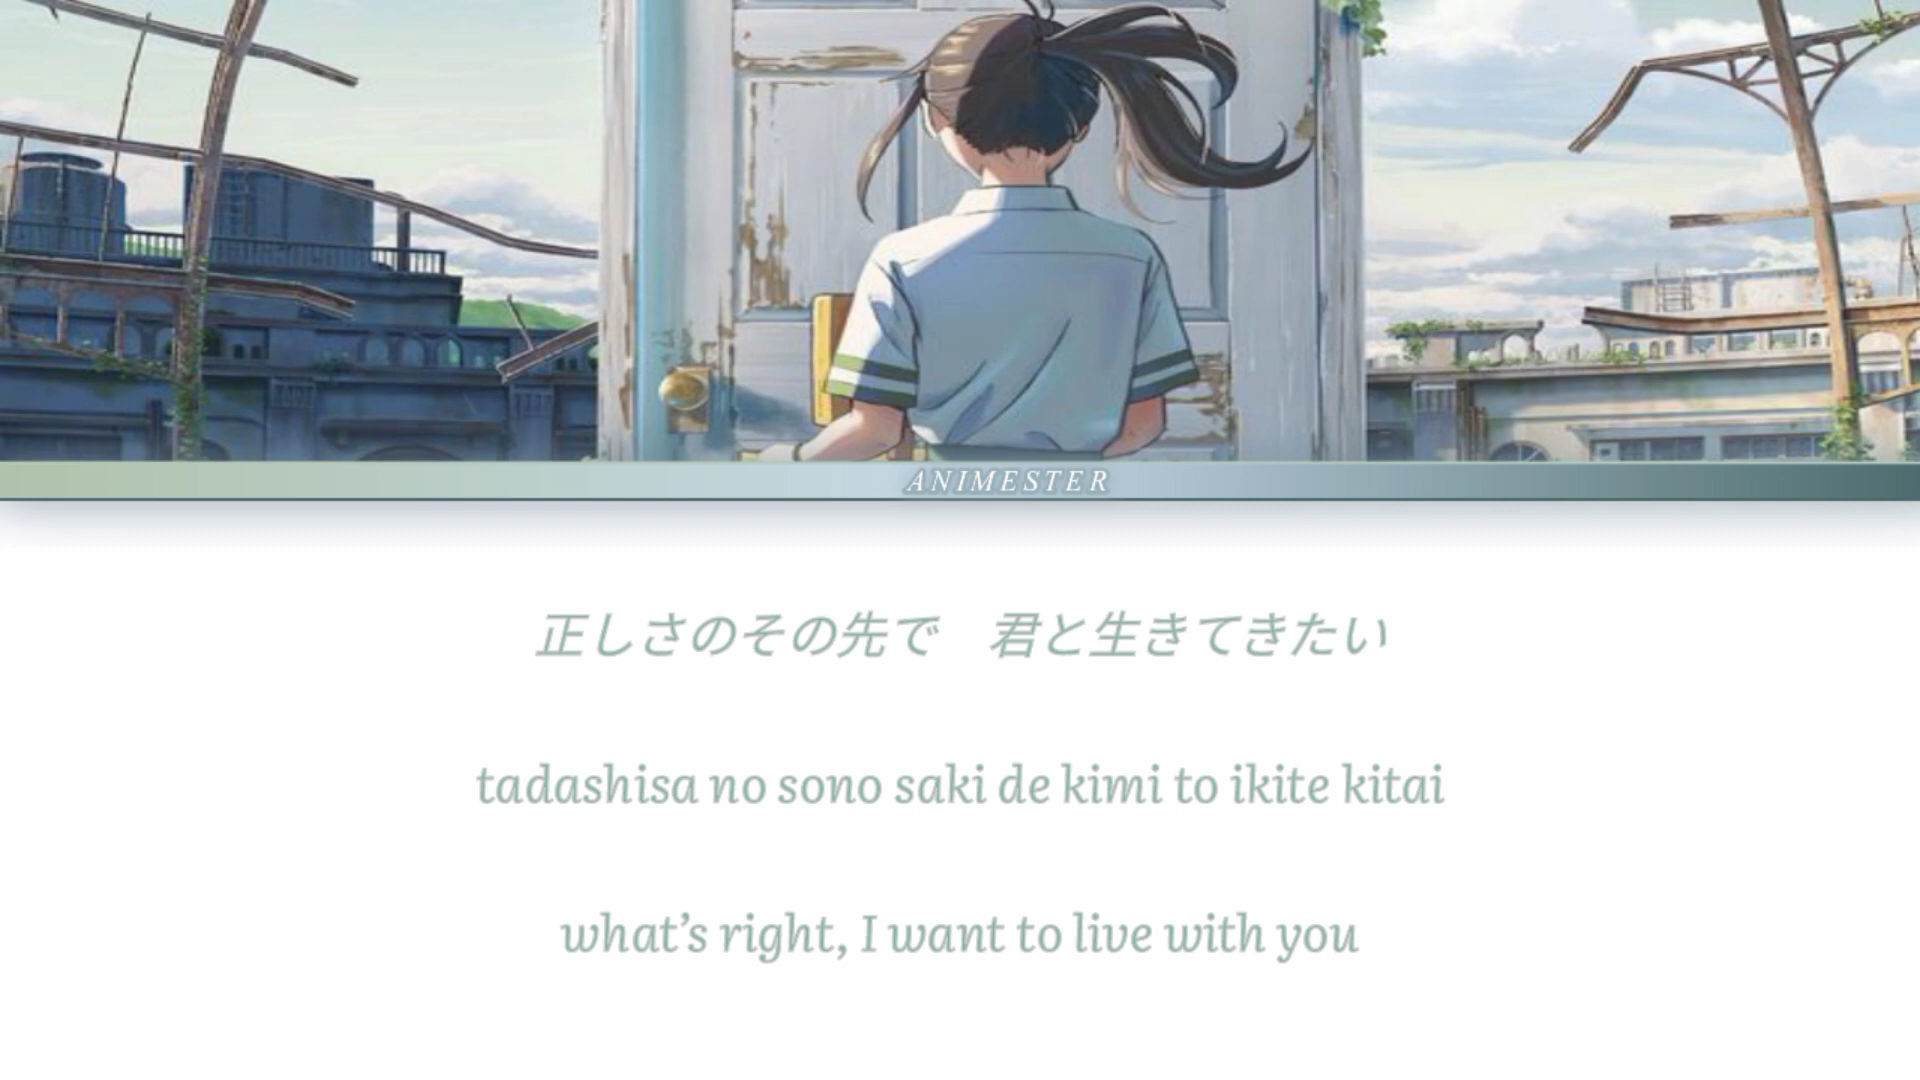 ANIMESTER
正しさのその先で　君と生きてきたい
tadashisa no sono saki de kimi to ikite kitai
what’s right, I want to live with you